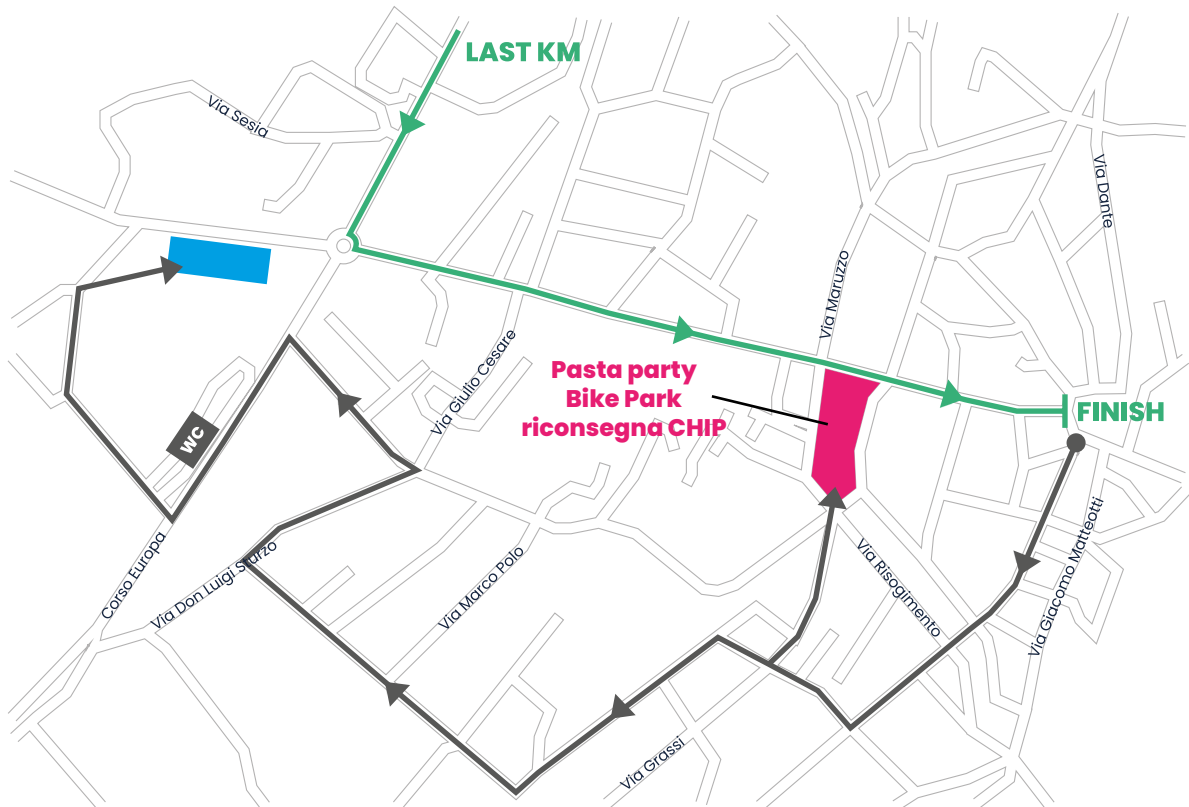 LAST KM
Via Sesia
Via Dante
Via Maruzzo
Via Giulio Cesare
Pasta party
Bike Park
riconsegna CHIP
FINISH
WC
Corso Europa
Via Don Luigi Sturzo
Via Marco Polo
Via Risogimento
Via Giacomo Matteotti
Via Grassi